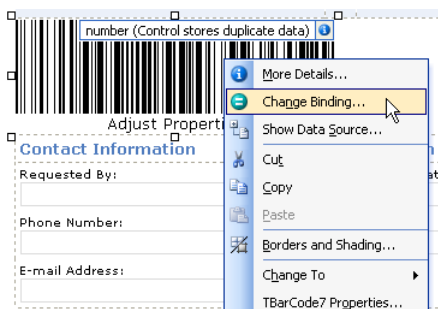 number (Control stores duplicate data)
More Details...
Change Binding...
Adjust Properti
Show Data Source...
Contact Information
n
Cut
Requested By:
at
Copy
Paste
Phone Number:
Borders and Shading...
E-mail Address:
Change To
TBarCode7 Properties...